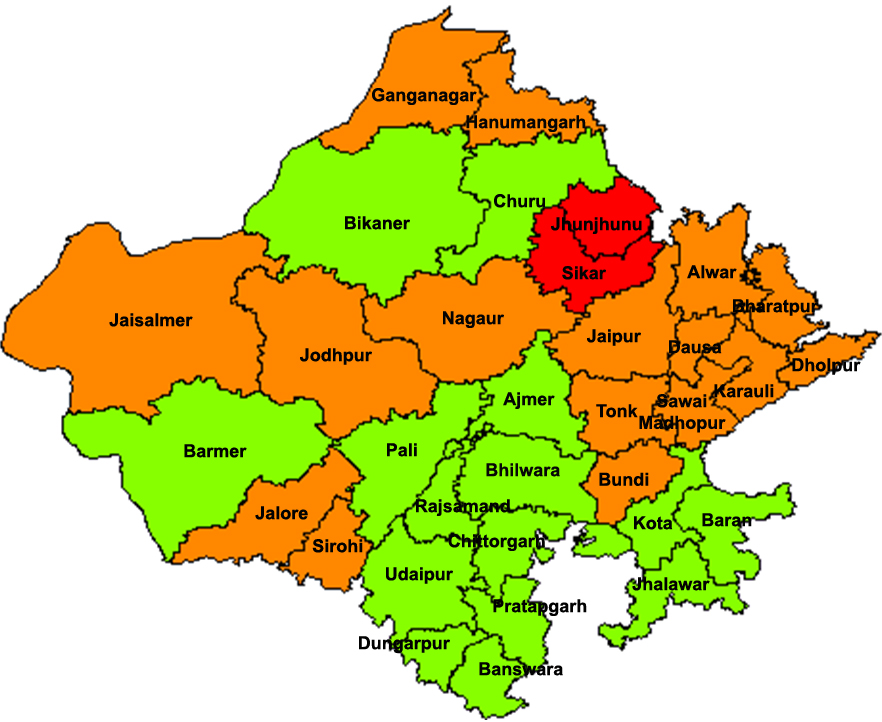 Ganganagar
Hanumangarh
Churu
Bikaner
Jhunjhunu
Sikar
Alwar
Bharatpur
Jaisalmer
Nagaur
Jaipur
Jodhpur
Dausa
Dholpur
Karauli
Ajmer
Tonk
Sawai
Madhopur
Barmer
Pali
Bhilwara
Bundi
Rajsamand
Jalore
Kota
Baran
Sirohi
Chittorgarh
Udaipur
Jhalawar
Pratapgarh
Dungarpur
Banswara